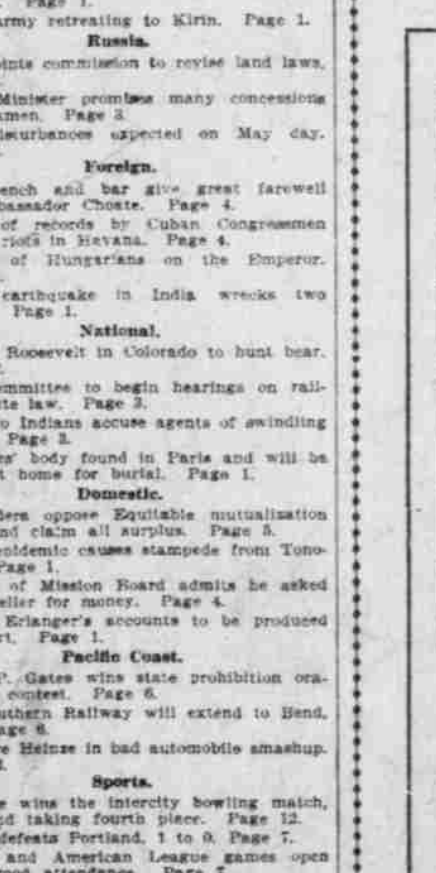 Page 1.
army retreating to Kirin. Page 1.
Russia.
commission to revise land laws.
Minister promises many concessions
Page 3
expected on May day.
Foreign.
and bar give great farewell
Choate. Page 4.
of records by Cuban Congressmen
in Havana. Page 4.
of Hungarians on the Emperor.
earthquake in India wrecks two
Page 1.
National.
Roosevelt in Colorado to hunt bear.
to begin hearings on rail-
law. Page 3.
Indians accuse agents of swindling
Page 3.
body found in Paris and will be
home for burial. Page 1.
Domestic.
oppose Equitable mutualization
claim all surplus. Page 5.
epidemic causes stampede from Tono-
Page 1.
of Mission Board admits he asked
for money. Page 4.
Erlanger's accounts to be produced
Page 1.
Pacific Coast.
P. Gates wins state prohibition ora-
contest. Page 6.
Railway will extend to Bend.
6.
Heinze in bad automobile smashup.
Sports.
wins the intercity bowling match,
taking fourth place. Page 12.
defeats Portland, 1 to 0. Page 7.
and American League games open
attendance. Page 7